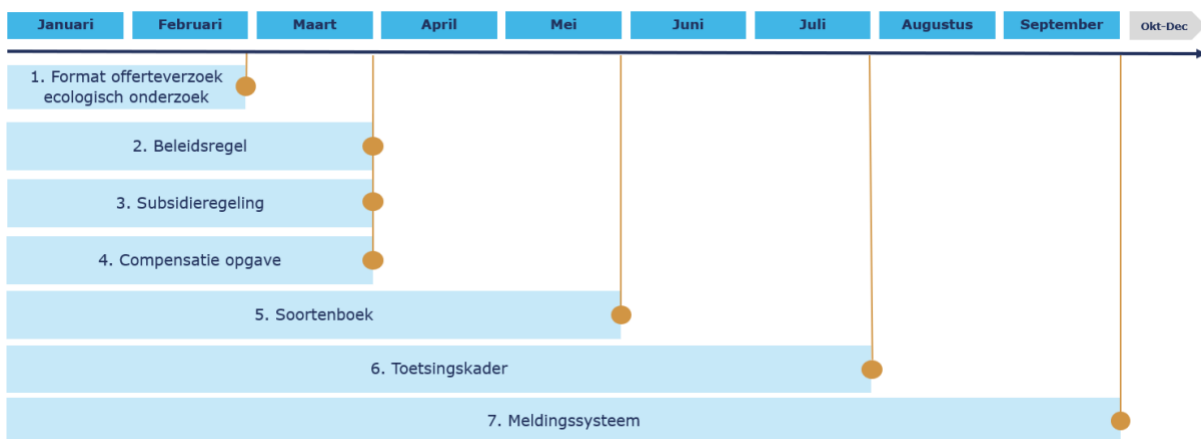 Januari
Februari
Maart
April
Mei
Juni
Juli
Augustus
September
Okt-Dec
1. Format offerteverzoek
ecologisch onderzoek
2. Beleidsregel
3. Subsidieregeling
4. Compensatie opgave
5. Soortenboek
6. Toetsingskader
7. Meldingssysteem